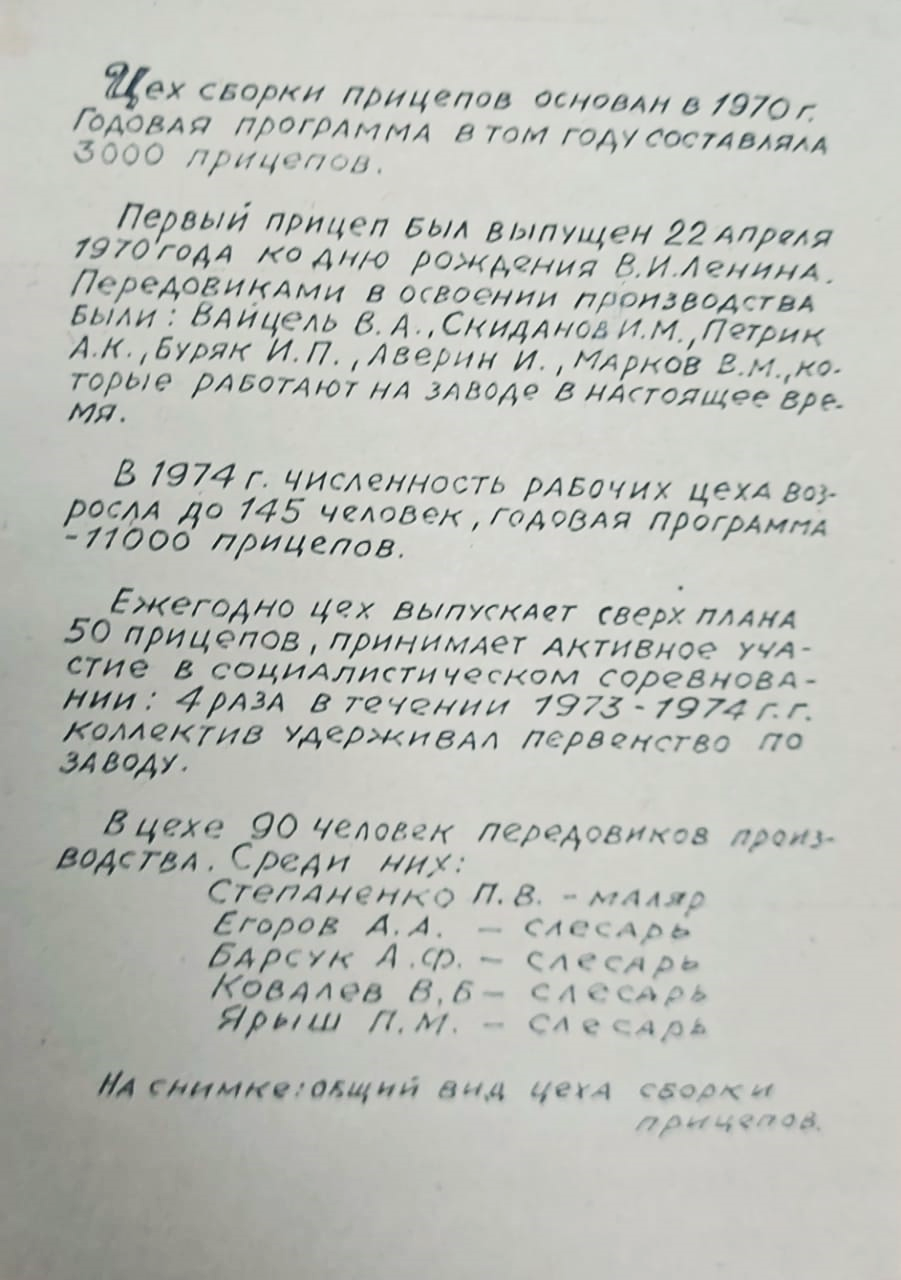 Цех сборки прицепов основан в 1970 г.
Годовая программа в том году составляла
3000 прицепов.
Первый прицеп был выпущен 22 апреля
1970 года ко дню рождения В.И.Ленина.
Передовиками в освоении производства
были: Вайцель В.А., Скиданов И.М., Петрик
А.К., Буряк И.П., Аверин И., Марков В.М., ко-
торые работают на заводе в настоящее вре-
мя.
В 1974 г. численность рабочих цеха воз-
росла до 145 человек, годовая программа
-11000 прицепов.
Ежегодно цех выпускает сверх плана
50 прицепов, принимает активное уча-
стие в социалистическом соревнова-
нии: 4 раза в течении 1973-1974 г.г.
коллектив удерживал первенство по
заводу.
В цехе 90 человек передовиков произ-
водства. Среди них:
Степаненко П.В. - маляр
Егоров А.А. - слесарь
Барсук А.Ф. - слесарь
Ковалев В.Б - слесарь
Ярыш П.М. - слесарь
На снимке: общий вид цеха сборки
прицепов.